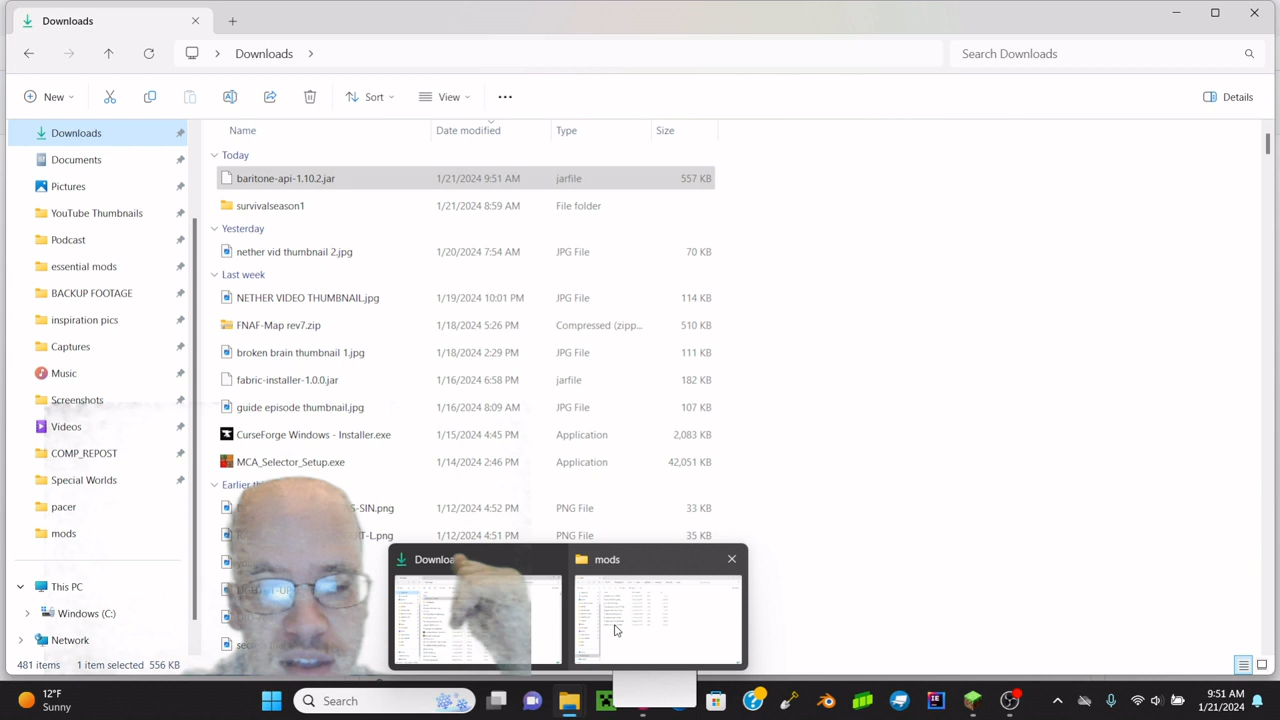 Downloads
Downloads
Search Downloads
New
Sort
View
Details
Name
Date modified
Type
Size
Downloads
Documents
Pictures
YouTube Thumbnails
Podcast
essential mods
BACKUP FOOTAGE
inspiration pics
Captures
Music
Screenshots
Videos
COMP_REPOST
Special Worlds
pacer
mods
This PC
Windows (C:)
Network
Today
baritone-api-1.10.2.jar 1/21/2024 9:51 AM jarfile 557 KB
survivalseason1 1/21/2024 8:59 AM File folder
Yesterday
nether vid thumbnail 2.jpg 1/20/2024 7:54 AM JPG File 70 KB
Last week
NETHER VIDEO THUMBNAIL.jpg 1/19/2024 10:01 PM JPG File 114 KB
FNAF-Map rev7.zip 1/18/2024 5:26 PM Compressed (zipp... 510 KB
broken brain thumbnail 1.jpg 1/18/2024 2:29 PM JPG File 111 KB
fabric-installer-1.0.0.jar 1/16/2024 6:58 PM jarfile 182 KB
guide episode thumbnail.jpg 1/16/2024 8:09 AM JPG File 107 KB
CurseForge Windows - Installer.exe 1/15/2024 4:45 PM Application 2,083 KB
MCA_Selector_Setup.exe 1/14/2024 2:46 PM Application 42,051 KB
1/12/2024 4:52 PM PNG File 33 KB
1/12/2024 4:51 PM PNG File 35 KB
mods
481 items 1 item selected
12°F
Sunny
Search
9:51 AM
1/21/2024